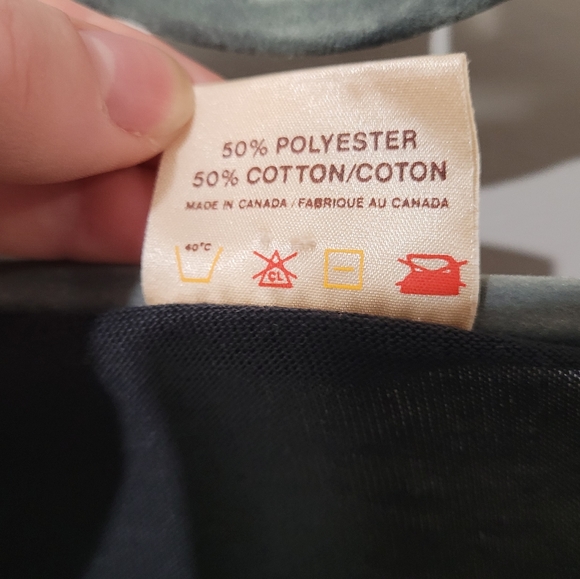 50% POLYESTER
50% COTTON/COTON
MADE IN CANADA / FABRIQUÉ AU CANADA
40°C
CL